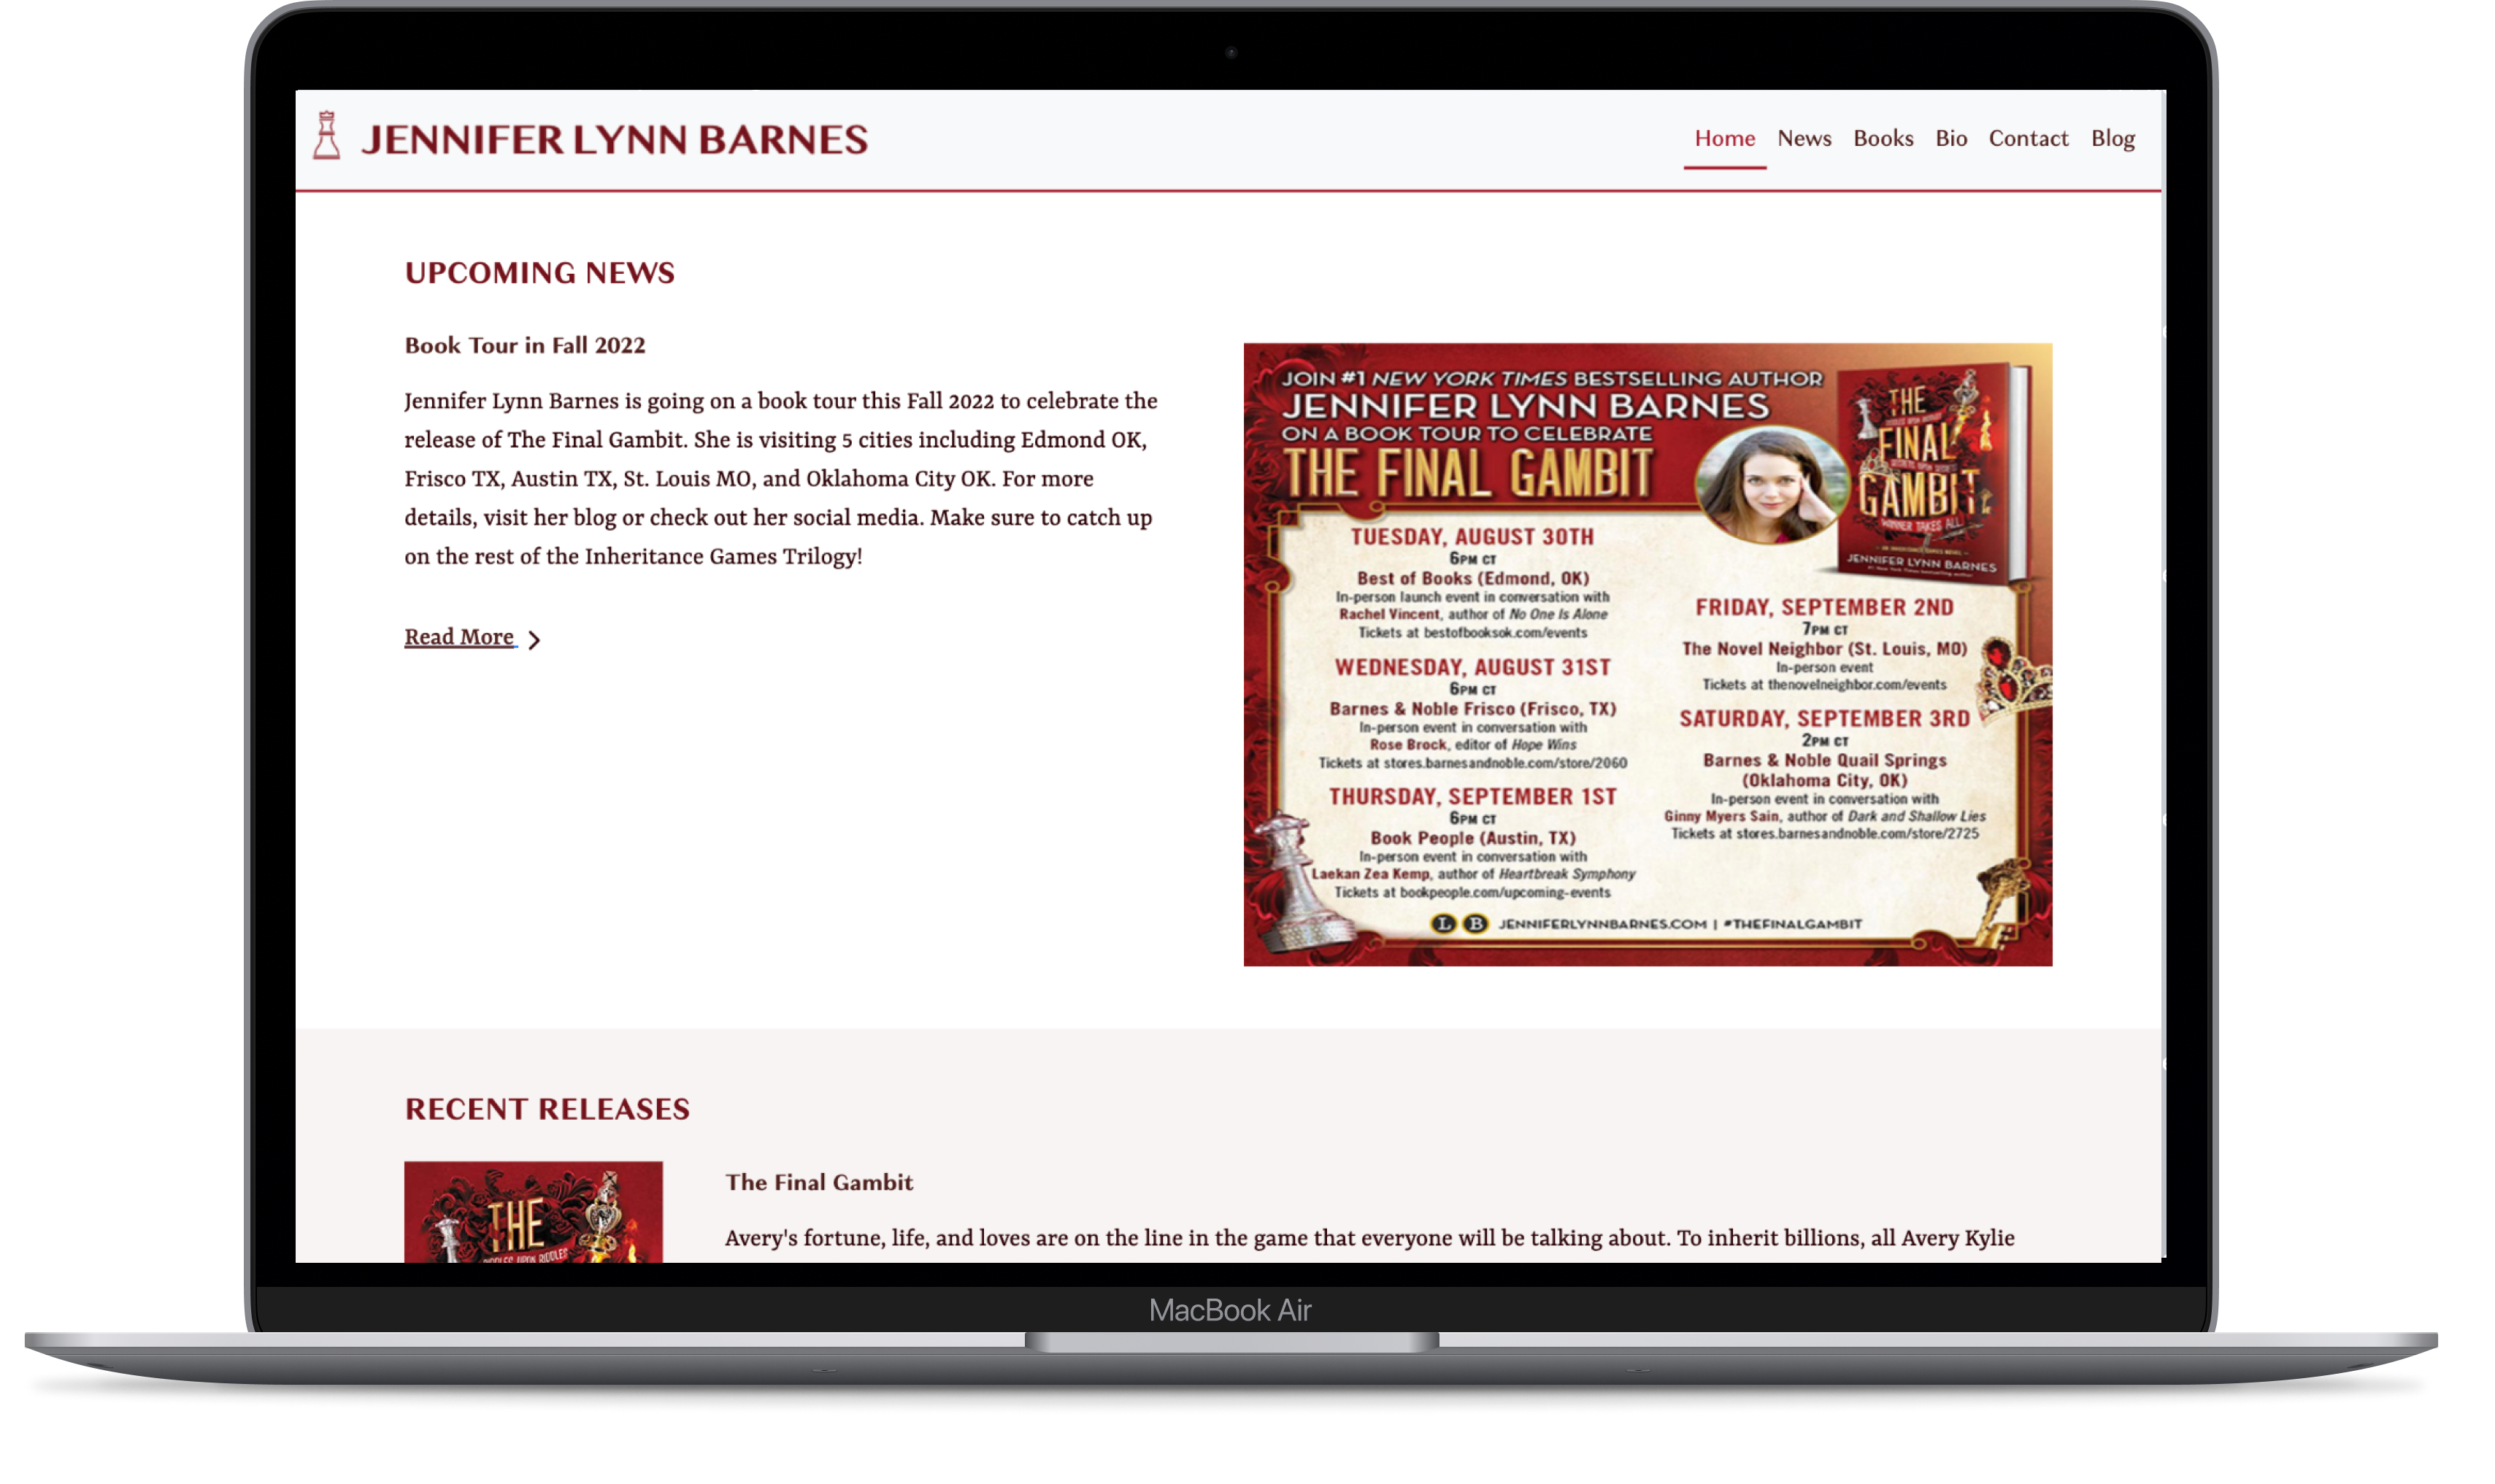 JENNIFER LYNN BARNES
Home News Books Bio Contact Blog
UPCOMING NEWS
Book Tour in Fall 2022
Jennifer Lynn Barnes is going on a book tour this Fall 2022 to celebrate the
release of The Final Gambit. She is visiting 5 cities including Edmond OK,
Frisco TX, Austin TX, St. Louis MO, and Oklahoma City OK. For more
details, visit her blog or check out her social media. Make sure to catch up
on the rest of the Inheritance Games Trilogy!
Read More
JOIN #1 NEW YORK TIMES BESTSELLING AUTHOR
JENNIFER LYNN BARNES
ON A BOOK TOUR TO CELEBRATE
THE FINAL GAMBIT
THE
FINAL
GAMBIT
WINNER TAKES ALL
JENNIFER LYNN BARNES
TUESDAY, AUGUST 30TH
6PM CT
Best of Books (Edmond, OK)
In-person launch event in conversation with
Rachel Vincent, author of No One Is Alone
Tickets at bestofbooksok.com/events
WEDNESDAY, AUGUST 31ST
6PM CT
Barnes & Noble Frisco (Frisco, TX)
In-person event in conversation with
Rose Brock, editor of Hope Wins
Tickets at stores.barnesandnoble.com/store/2060
THURSDAY, SEPTEMBER 1ST
6PM CT
Book People (Austin, TX)
In-person event in conversation with
Laekan Zea Kemp, author of Heartbreak Symphony
Tickets at bookpeople.com/upcoming-events
FRIDAY, SEPTEMBER 2ND
7PM CT
The Novel Neighbor (St. Louis, MO)
In-person event
Tickets at thenovelneighbor.com/events
SATURDAY, SEPTEMBER 3RD
2PM CT
Barnes & Noble Quail Springs
(Oklahoma City, OK)
In-person event in conversation with
Ginny Myers Sain, author of Dark and Shallow Lies
Tickets at stores.barnesandnoble.com/store/2725
L B JENNIFERLYNNBARNES.COM | #THEFINALGAMBIT
RECENT RELEASES
THE
RIDDLES UPON RIDDLES
The Final Gambit
Avery's fortune, life, and loves are on the line in the game that everyone will be talking about. To inherit billions, all Avery Kylie
MacBook Air